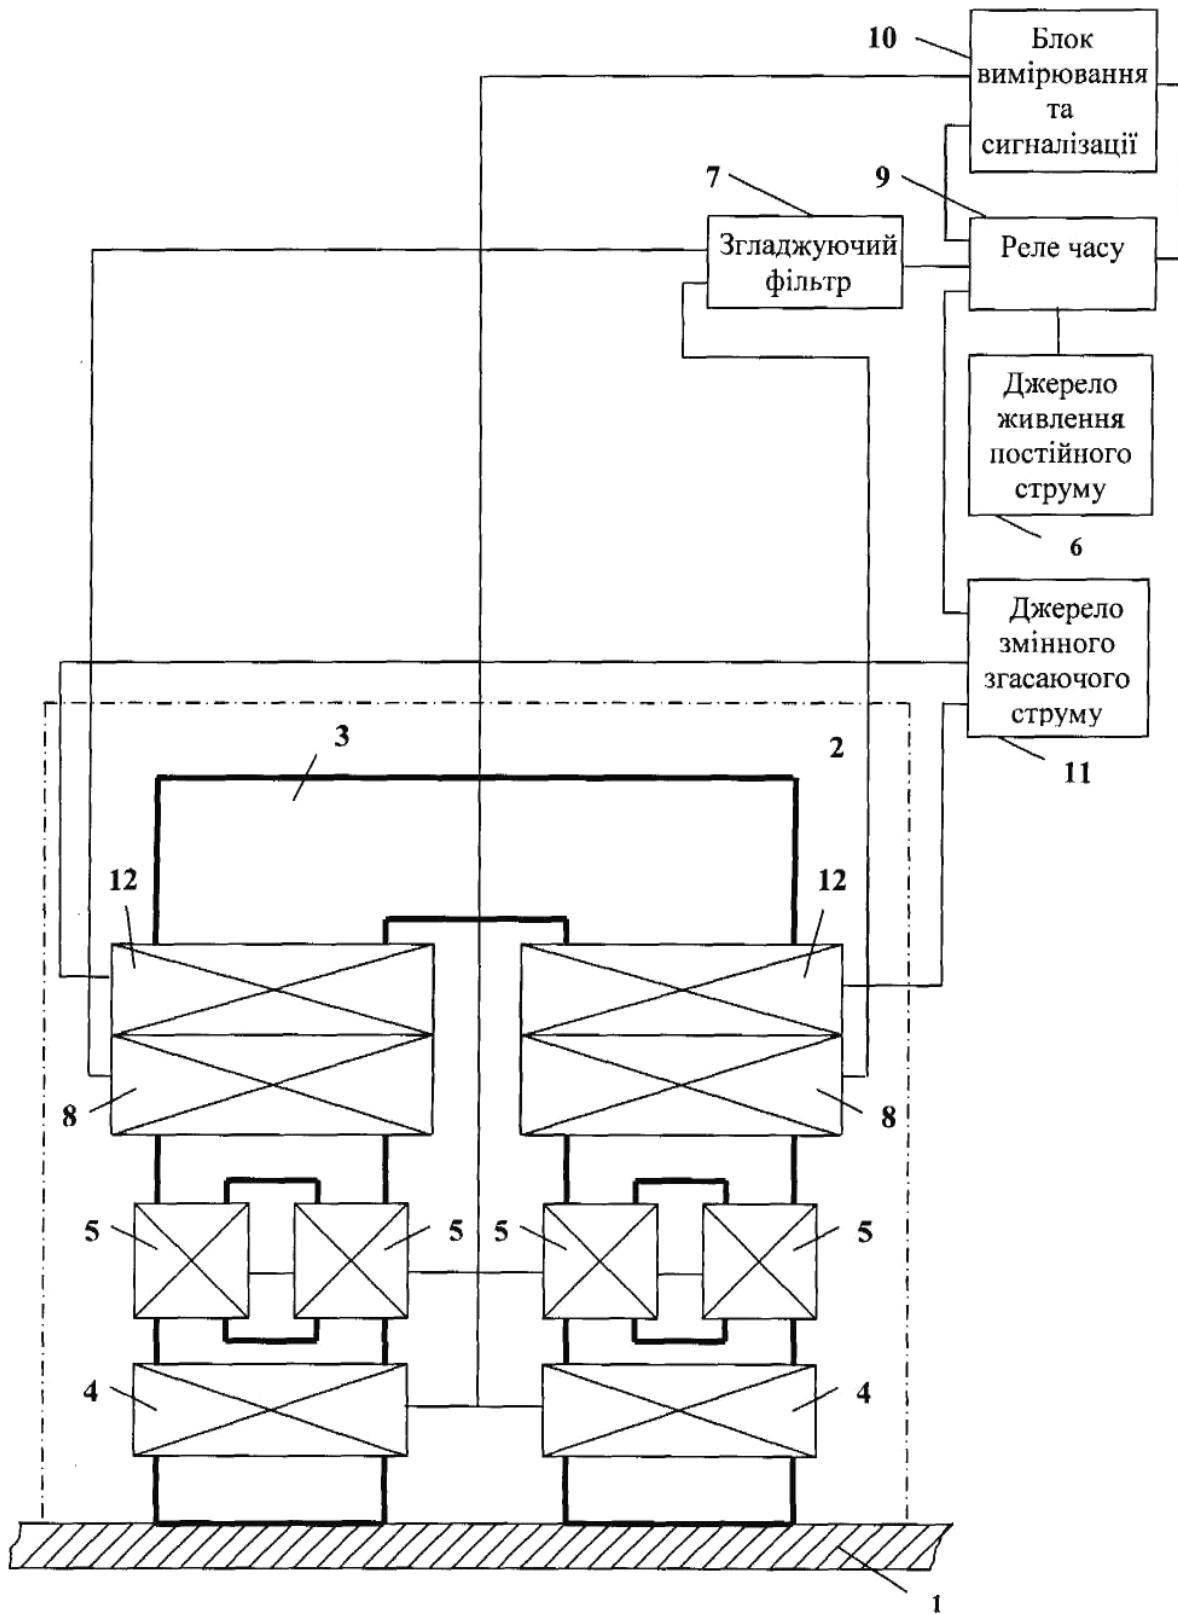 10
Блок
вимірювання
та
сигналізації
7
9
Згладжуючий
фільтр
Реле часу
Джерело
живлення
постійного
струму
6
Джерело
змінного
згасаючого
струму
11
3
2
12
12
8
8
5
5
5
5
4
4
1